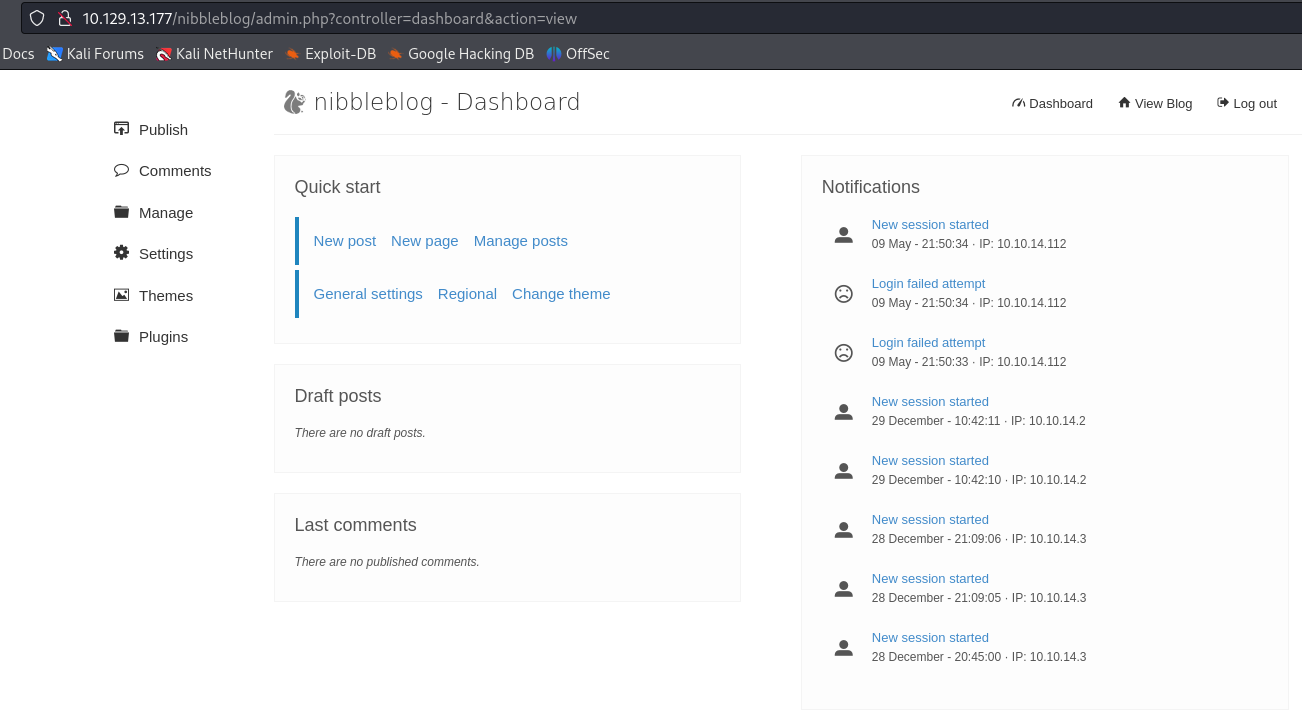 10.129.13.177/nibbleblog/admin.php?controller=dashboard&action=view
Docs Kali Forums Kali NetHunter Exploit-DB Google Hacking DB OffSec
nibbleblog - Dashboard
Dashboard View Blog Log out
Publish
Comments
Manage
Settings
Themes
Plugins
Quick start
New post New page Manage posts
General settings Regional Change theme
Draft posts
There are no draft posts.
Last comments
There are no published comments.
Notifications
New session started
09 May - 21:50:34 · IP: 10.10.14.112
Login failed attempt
09 May - 21:50:34 · IP: 10.10.14.112
Login failed attempt
09 May - 21:50:33 · IP: 10.10.14.112
New session started
29 December - 10:42:11 · IP: 10.10.14.2
New session started
29 December - 10:42:10 · IP: 10.10.14.2
New session started
28 December - 21:09:06 · IP: 10.10.14.3
New session started
28 December - 21:09:05 · IP: 10.10.14.3
New session started
28 December - 20:45:00 · IP: 10.10.14.3